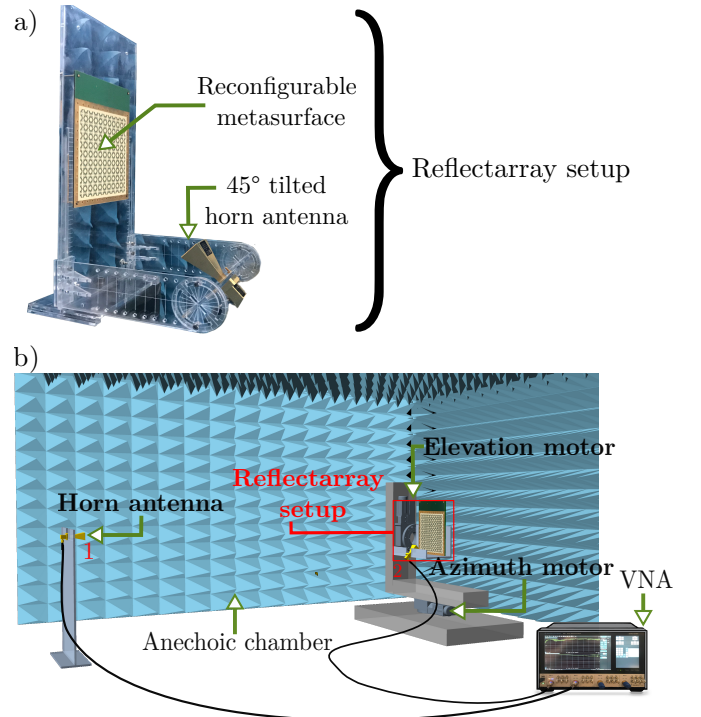 a)
Reconfigurable
metasurface
45° tilted
horn antenna
Reflectarray setup
b)
Elevation motor
Reflectarray
setup
Horn antenna
1
2
Azimuth motor
VNA
Anechoic chamber